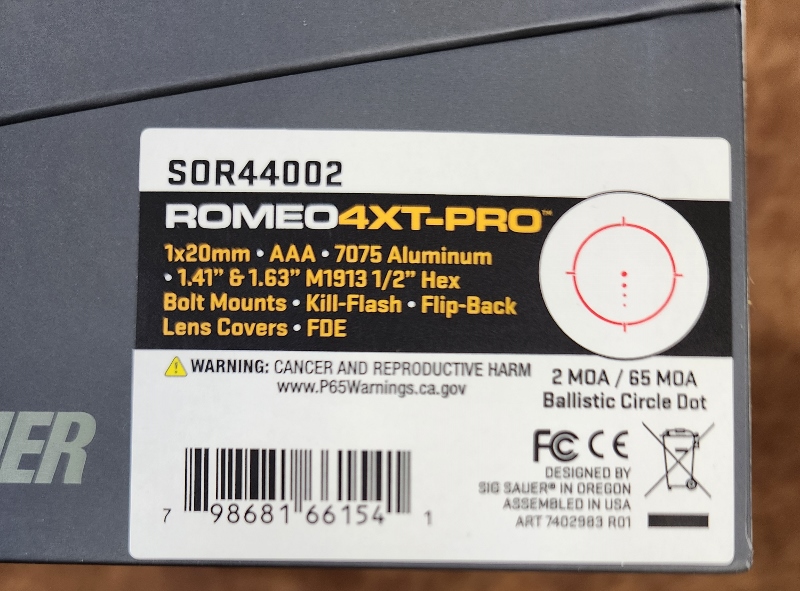 SOR44002
ROMEO4XT-PRO™
1x20mm • AAA • 7075 Aluminum
• 1.41" & 1.63" M1913 1/2" Hex
Bolt Mounts • Kill-Flash • Flip-Back
Lens Covers • FDE
WARNING: CANCER AND REPRODUCTIVE HARM
www.P65Warnings.ca.gov
2 MOA / 65 MOA
Ballistic Circle Dot
FC CE
DESIGNED BY
SIG SAUER® IN OREGON
ASSEMBLED IN USA
ART 7402983 R01
7 98681 66154 1
UER